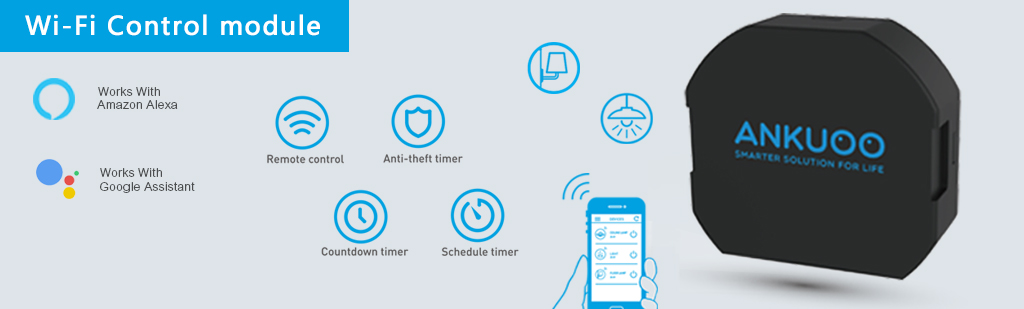 Wi-Fi Control module
Works With
Amazon Alexa
Works With
Google Assistant
Remote control
Anti-theft timer
Countdown timer
Schedule timer
ANKUOO
SMARTER SOLUTION FOR LIFE